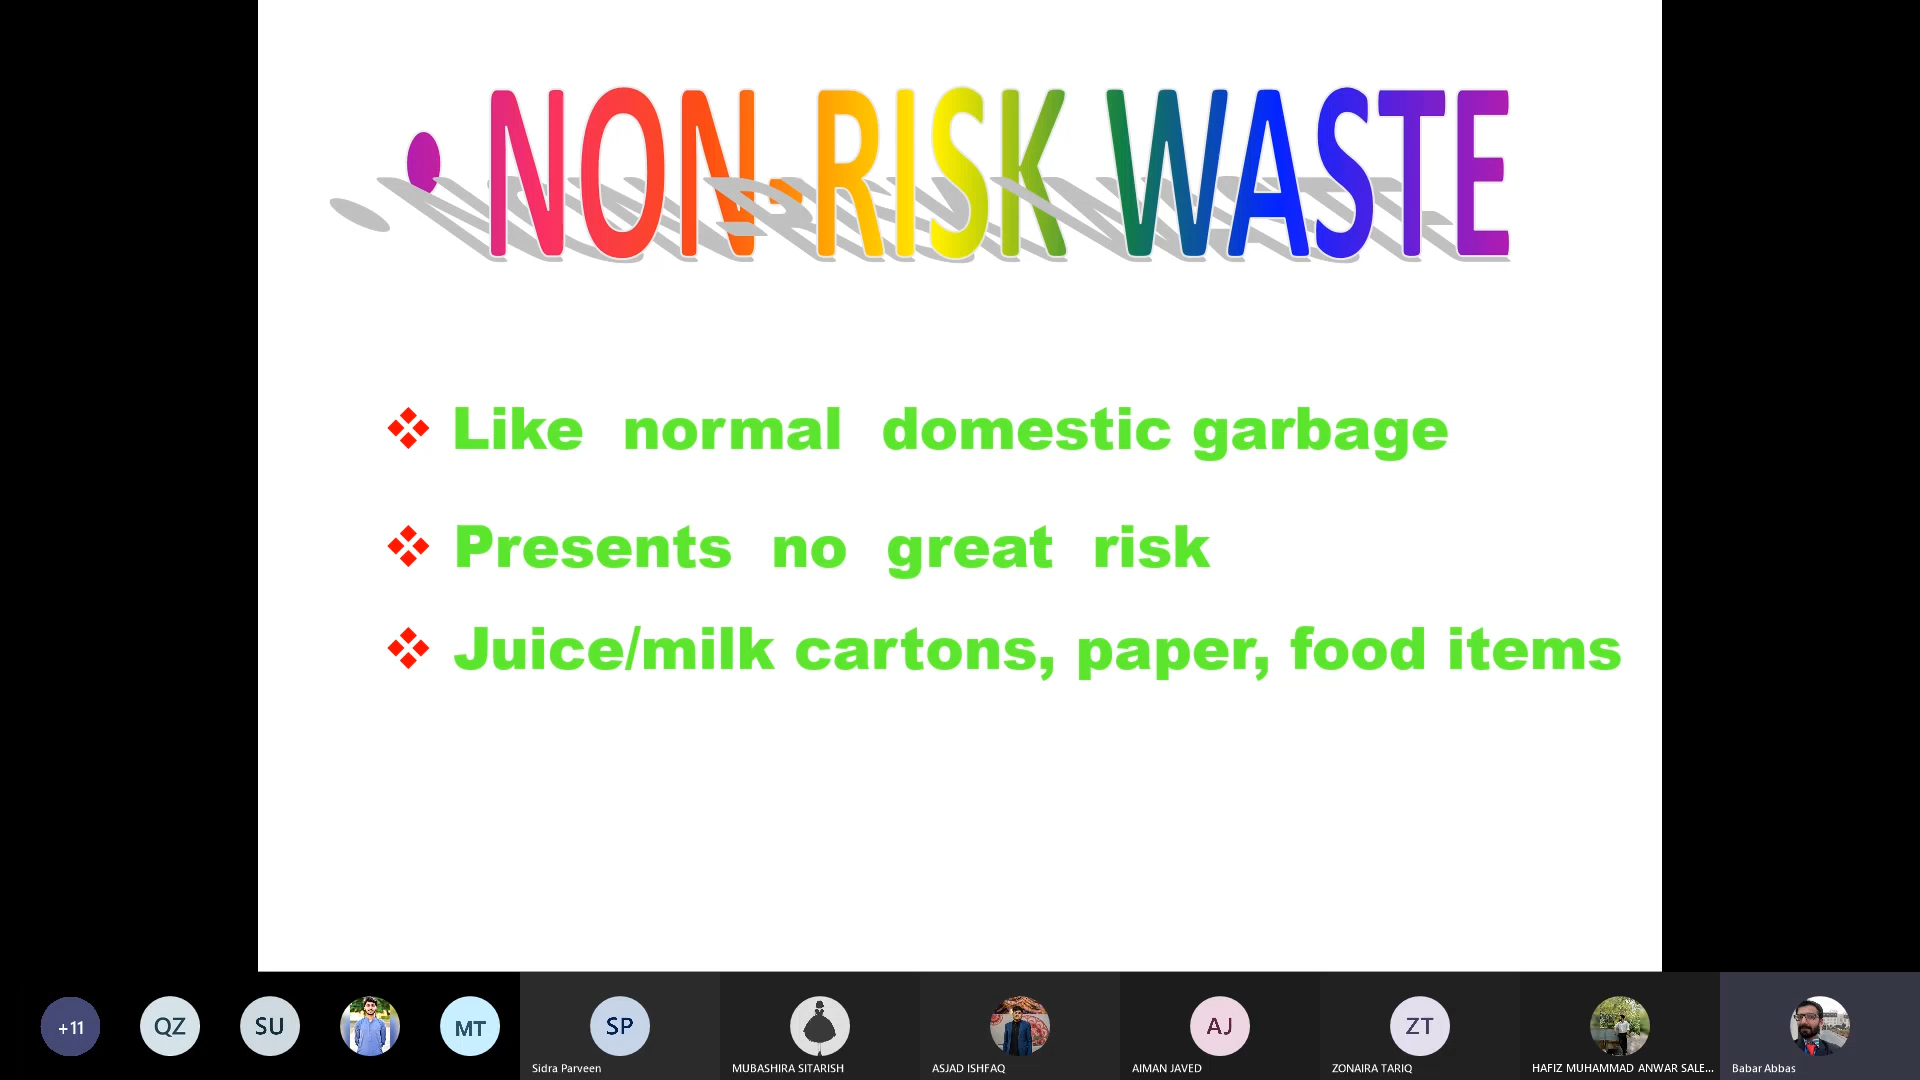 • NON-RISK WASTE
❖ Like normal domestic garbage
❖ Presents no great risk
❖ Juice/milk cartons, paper, food items
+11
QZ
SU
MT
SP
AJ
ZT
Sidra Parveen
MUBASHIRA SITARISH
ASJAD ISHFAQ
AIMAN JAVED
ZONAIRA TARIQ
HAFIZ MUHAMMAD ANWAR SALE...
Babar Abbas